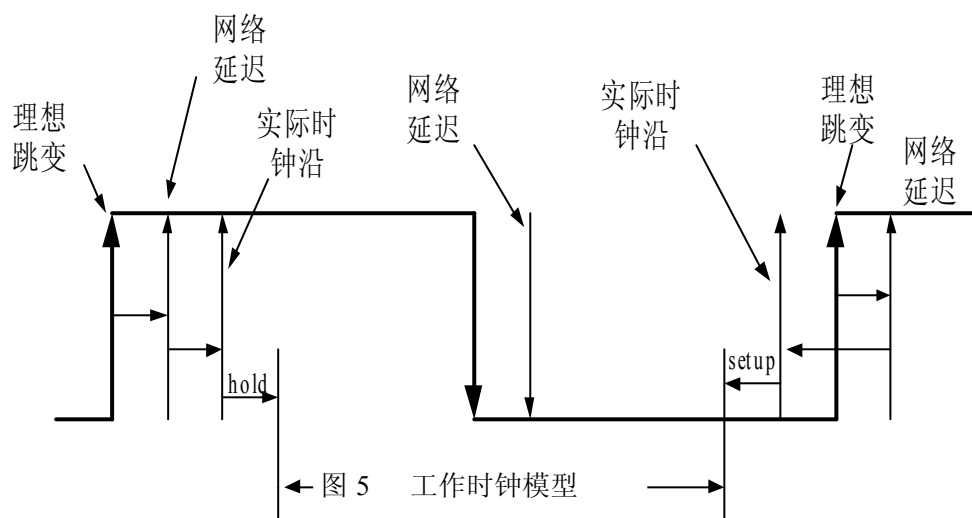 网络
延迟
理想
跳变
实际时
钟沿
网络
延迟
实际时
钟沿
理想
跳变
网络
延迟
hold
setup
图 5 工作时钟模型